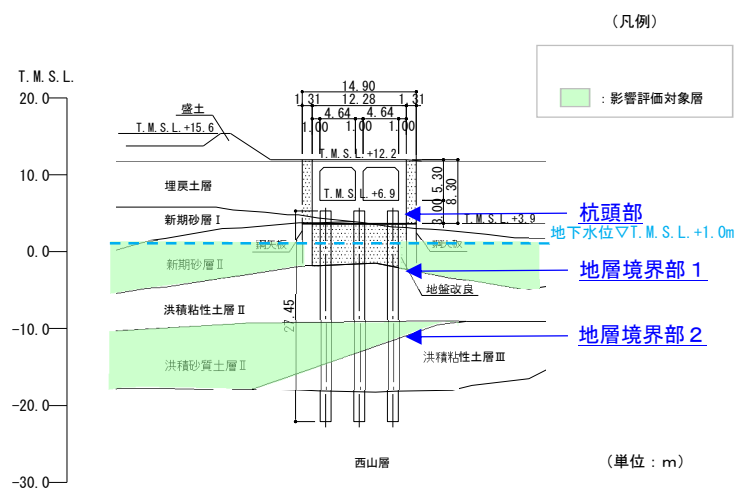 (凡例)
:影響評価対象層
T.M.S.L.
20.0
10.0
0.0
-10.0
-20.0
-30.0
14.90
1.31 12.28 1.31
4.64 4.64
1.00 1.00 1.00
盛土
T.M.S.L.+15.6
T.M.S.L.+12.2
T.M.S.L.+6.9
5.30
3.00
8.30
T.M.S.L.+3.9
埋戻土層
新期砂層Ⅰ
杭頭部
地下水位▽T.M.S.L.+1.0m
鋼矢板
鋼矢板
新期砂層Ⅱ
地層境界部1
地盤改良
洪積粘性土層Ⅱ
27.45
地層境界部2
洪積砂質土層Ⅱ
洪積粘性土層Ⅲ
西山層
(単位:m)